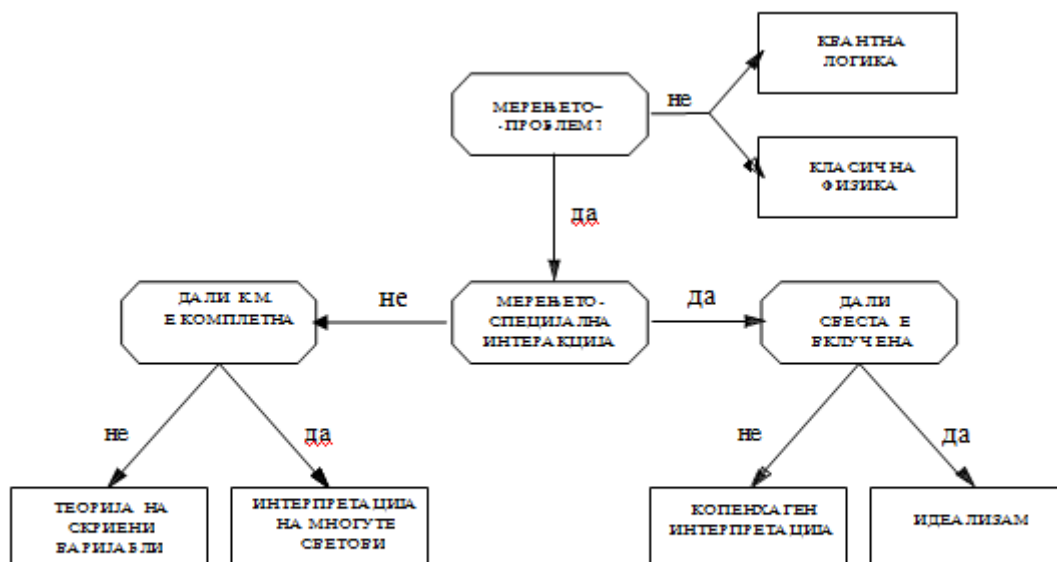 КВАНТНА
ЛОГИКА
МЕРЕЊЕТО–
-ПРОБЛЕМ?
не
КЛАСИЧНА
ФИЗИКА
да
ДАЛИ К.М.
Е КОМПЛЕТНА
не
МЕРЕЊЕТО-
СПЕЦИЈАЛНА
ИНТЕРАКЦИЈА
да
ДАЛИ
СВЕСТА Е
ВКЛУЧЕНА
не
да
не
да
ТЕОРИЈА НА
СКРИЕНИ
ВАРИЈАБЛИ
ИНТЕРПРЕТАЦИЈА
НА МНОГУТЕ
СВЕТОВИ
КОПЕНХАГЕН
ИНТЕРПРЕТАЦИЈА
ИДЕАЛИЗАМ